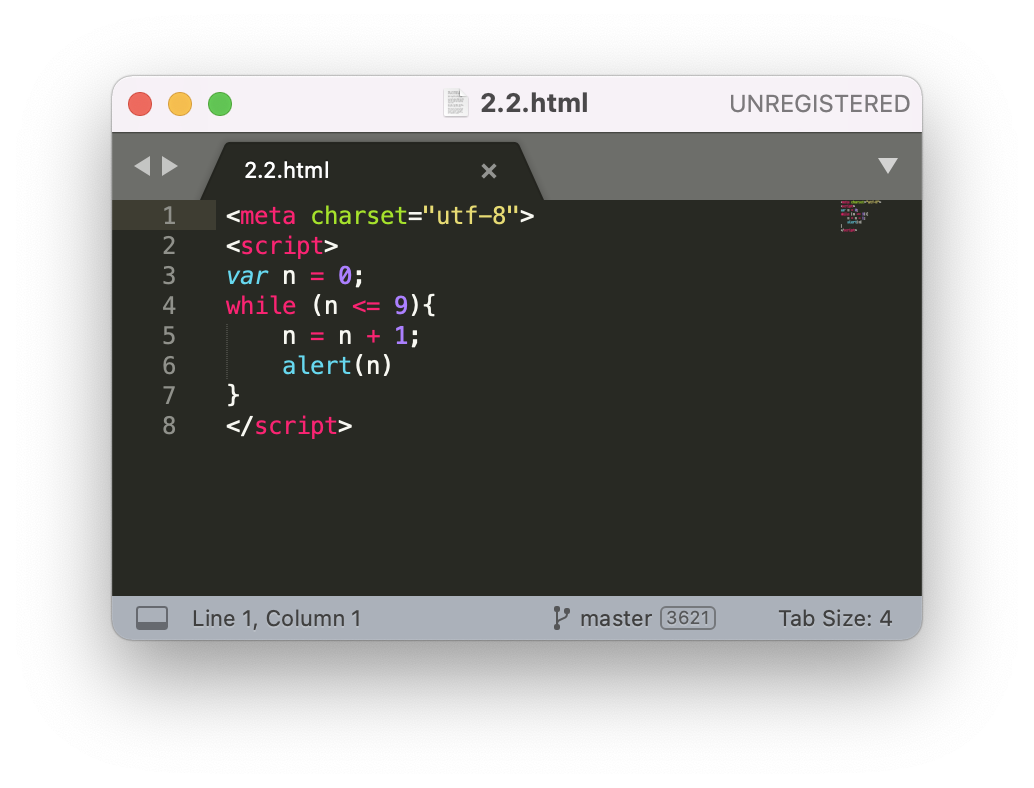 2.2.html
UNREGISTERED
2.2.html
1 <meta charset="utf-8">
2 <script>
3 var n = 0;
4 while (n <= 9){
5     n = n + 1;
6     alert(n)
7 }
8 </script>
Line 1, Column 1
master 3621
Tab Size: 4